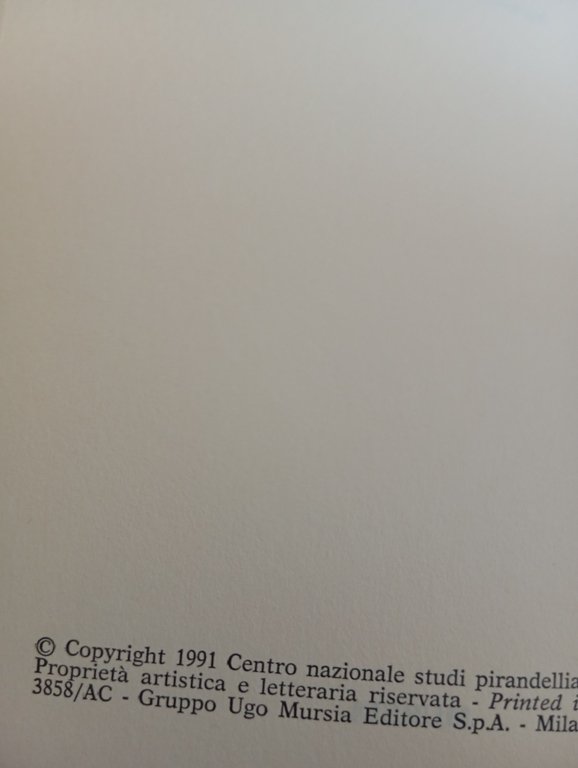 © Copyright 1991 Centro nazionale studi pirandellia
Proprietà artistica e letteraria riservata - Printed i
3858/AC - Gruppo Ugo Mursia Editore S.p.A. - Mila